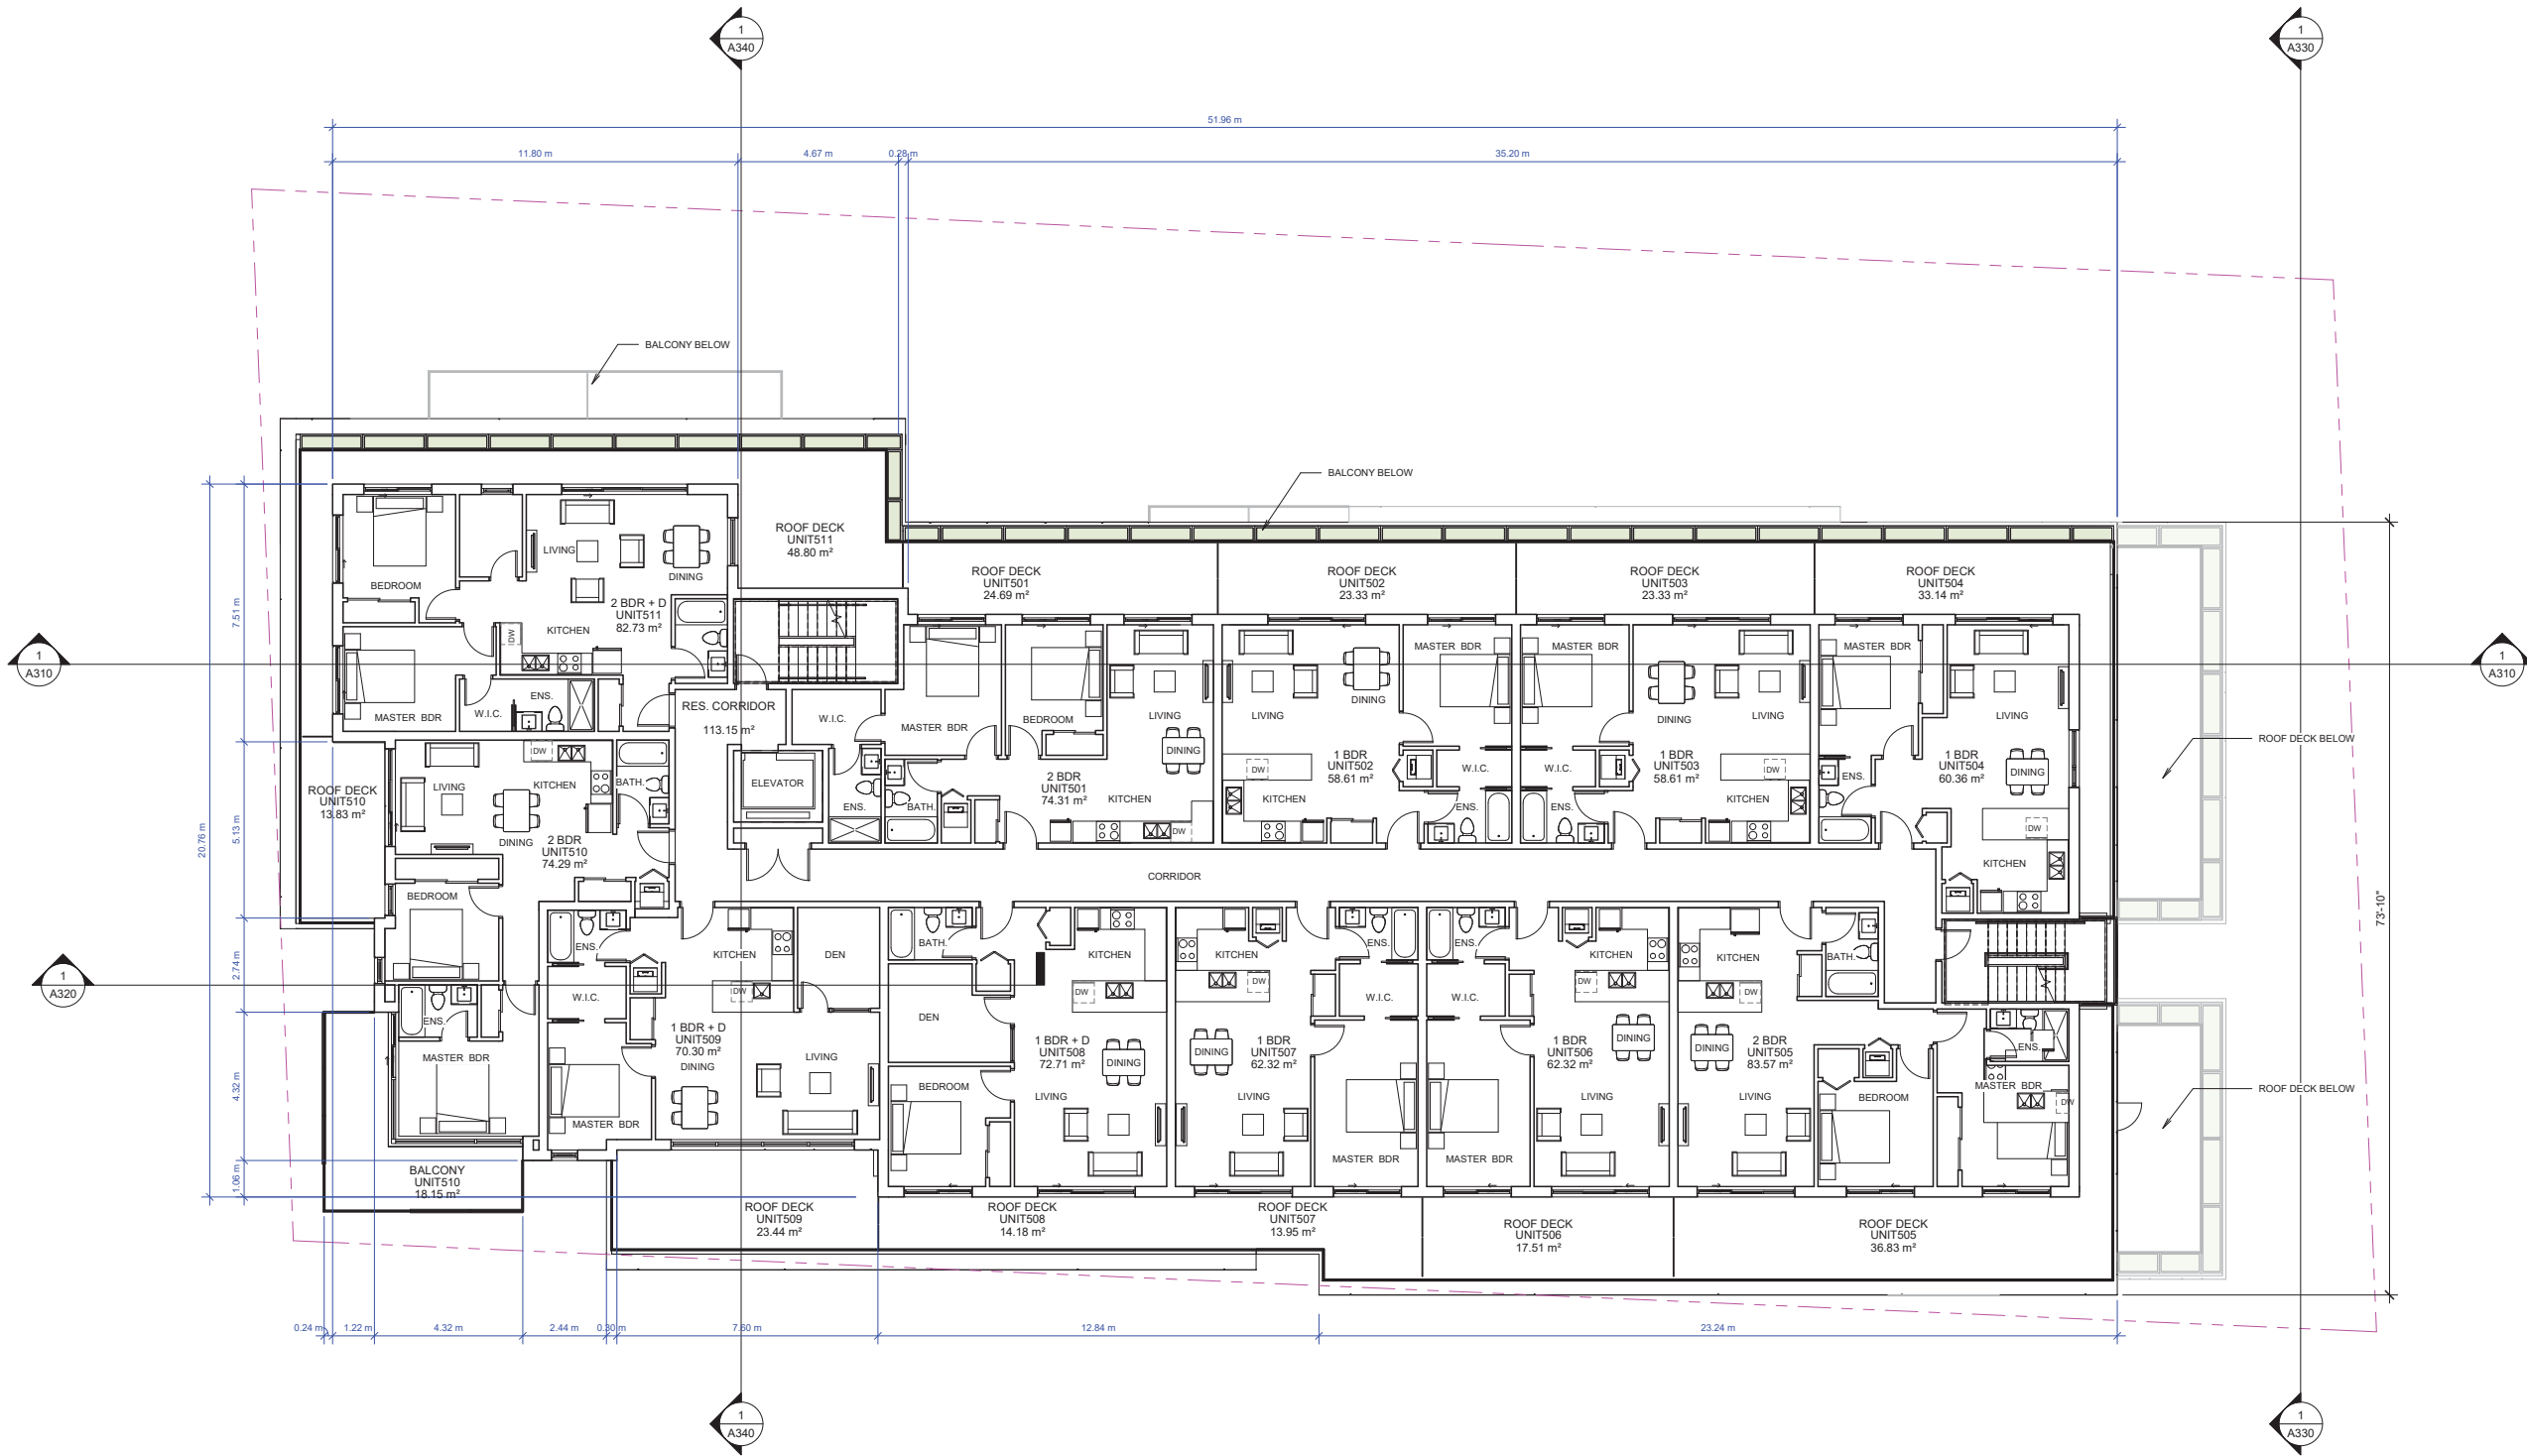 1
A340
1
A330
51.96 m
11.80 m
4.67 m
0.28 m
35.20 m
BALCONY BELOW
BALCONY BELOW
ROOF DECK
UNIT511
48.80 m²
ROOF DECK
UNIT501
24.69 m²
ROOF DECK
UNIT502
23.33 m²
ROOF DECK
UNIT503
23.33 m²
ROOF DECK
UNIT504
33.14 m²
LIVING
DINING
BEDROOM
2 BDR + D
UNIT511
82.73 m²
KITCHEN
DW
MASTER BDR
W.I.C.
ENS.
RES. CORRIDOR
113.15 m²
ELEVATOR
W.I.C.
ENS.
MASTER BDR
BEDROOM
LIVING
DINING
2 BDR
UNIT501
74.31 m²
KITCHEN
DW
BATH.
LIVING
DINING
MASTER BDR
1 BDR
UNIT502
58.61 m²
DW
KITCHEN
W.I.C.
ENS.
MASTER BDR
DINING
LIVING
1 BDR
UNIT503
58.61 m²
W.I.C.
DW
KITCHEN
ENS.
MASTER BDR
LIVING
1 BDR
UNIT504
60.36 m²
DINING
ENS.
DW
KITCHEN
1
A310
1
A310
7.51 m
20.76 m
5.13 m
2.74 m
4.32 m
1.06 m
73'-10"
ROOF DECK BELOW
ROOF DECK BELOW
ROOF DECK
UNIT510
13.83 m²
LIVING
KITCHEN
DW
BATH.
DINING
2 BDR
UNIT510
74.29 m²
BEDROOM
ENS.
MASTER BDR
BALCONY
UNIT510
18.15 m²
CORRIDOR
1
A320
ENS.
W.I.C.
KITCHEN
DW
DEN
1 BDR + D
UNIT509
70.30 m²
DINING
LIVING
MASTER BDR
BATH.
DEN
KITCHEN
DW
1 BDR + D
UNIT508
72.71 m²
DINING
BEDROOM
LIVING
KITCHEN
DW
ENS.
W.I.C.
DINING
1 BDR
UNIT507
62.32 m²
LIVING
MASTER BDR
ENS.
W.I.C.
KITCHEN
DW
1 BDR
UNIT506
62.32 m²
DINING
LIVING
MASTER BDR
KITCHEN
DW
BATH.
DINING
2 BDR
UNIT505
83.57 m²
LIVING
BEDROOM
ENS.
MASTER BDR
DW
ROOF DECK
UNIT509
23.44 m²
ROOF DECK
UNIT508
14.18 m²
ROOF DECK
UNIT507
13.95 m²
ROOF DECK
UNIT506
17.51 m²
ROOF DECK
UNIT505
36.83 m²
0.24 m
1.22 m
4.32 m
2.44 m
0.30 m
7.60 m
12.84 m
23.24 m
1
A340
1
A330